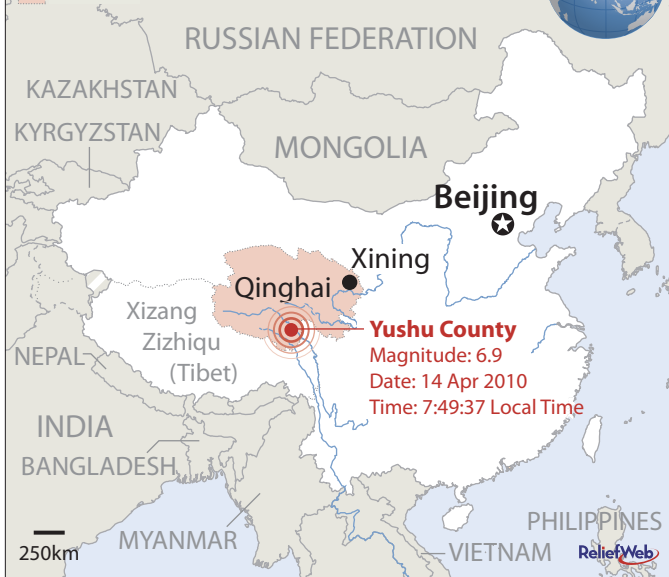 RUSSIAN FEDERATION
KAZAKHSTAN
KYRGYZSTAN
MONGOLIA
Beijing
Xining
Qinghai
Xizang
Zizhiqu
(Tibet)
Yushu County
Magnitude: 6.9
Date: 14 Apr 2010
Time: 7:49:37 Local Time
NEPAL
INDIA
BANGLADESH
MYANMAR
VIETNAM
PHILIPPINES
250km
ReliefWeb